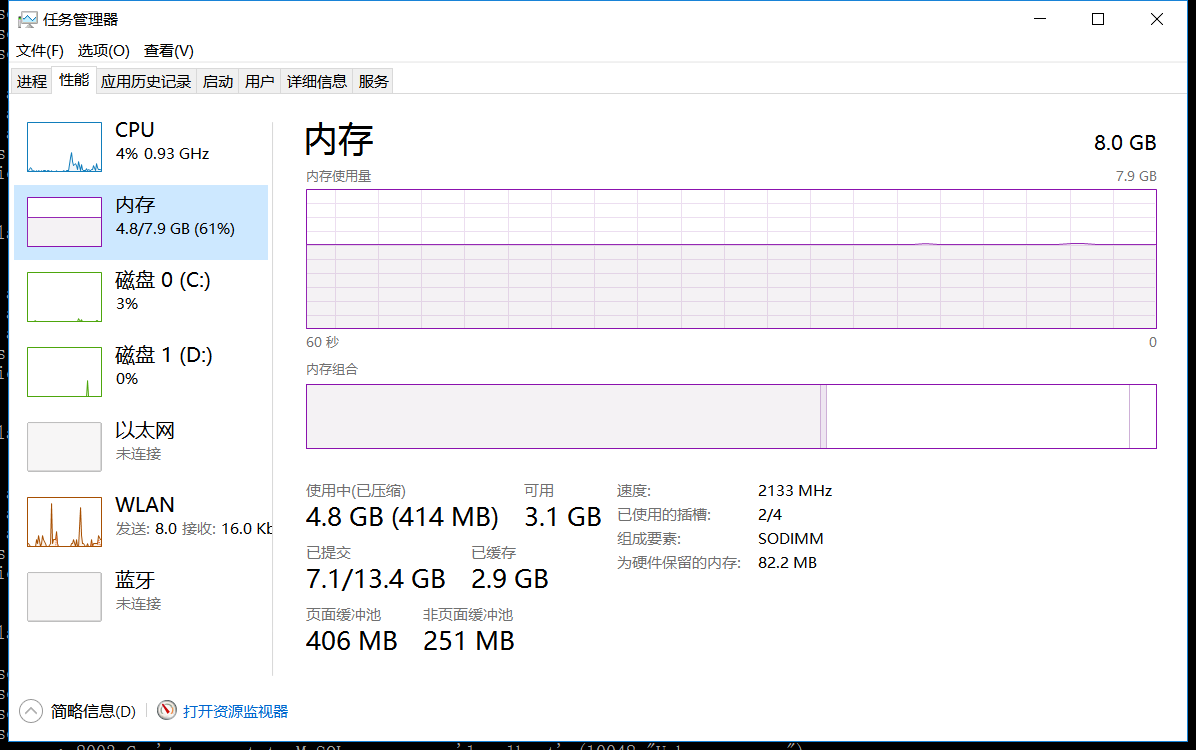 任务管理器
文件(F) 选项(O) 查看(V)
进程 性能 应用历史记录 启动 用户 详细信息 服务
CPU
4% 0.93 GHz
内存
4.8/7.9 GB (61%)
磁盘 0 (C:)
3%
磁盘 1 (D:)
0%
以太网
未连接
WLAN
发送: 8.0 接收: 16.0 Kb
蓝牙
未连接
内存
8.0 GB
内存使用量
7.9 GB
60 秒
0
内存组合
使用中(已压缩)
4.8 GB (414 MB)
可用
3.1 GB
已提交
7.1/13.4 GB
已缓存
2.9 GB
页面缓冲池
406 MB
非页面缓冲池
251 MB
速度: 2133 MHz
已使用的插槽: 2/4
组成要素: SODIMM
为硬件保留的内存: 82.2 MB
简略信息(D)
打开资源监视器